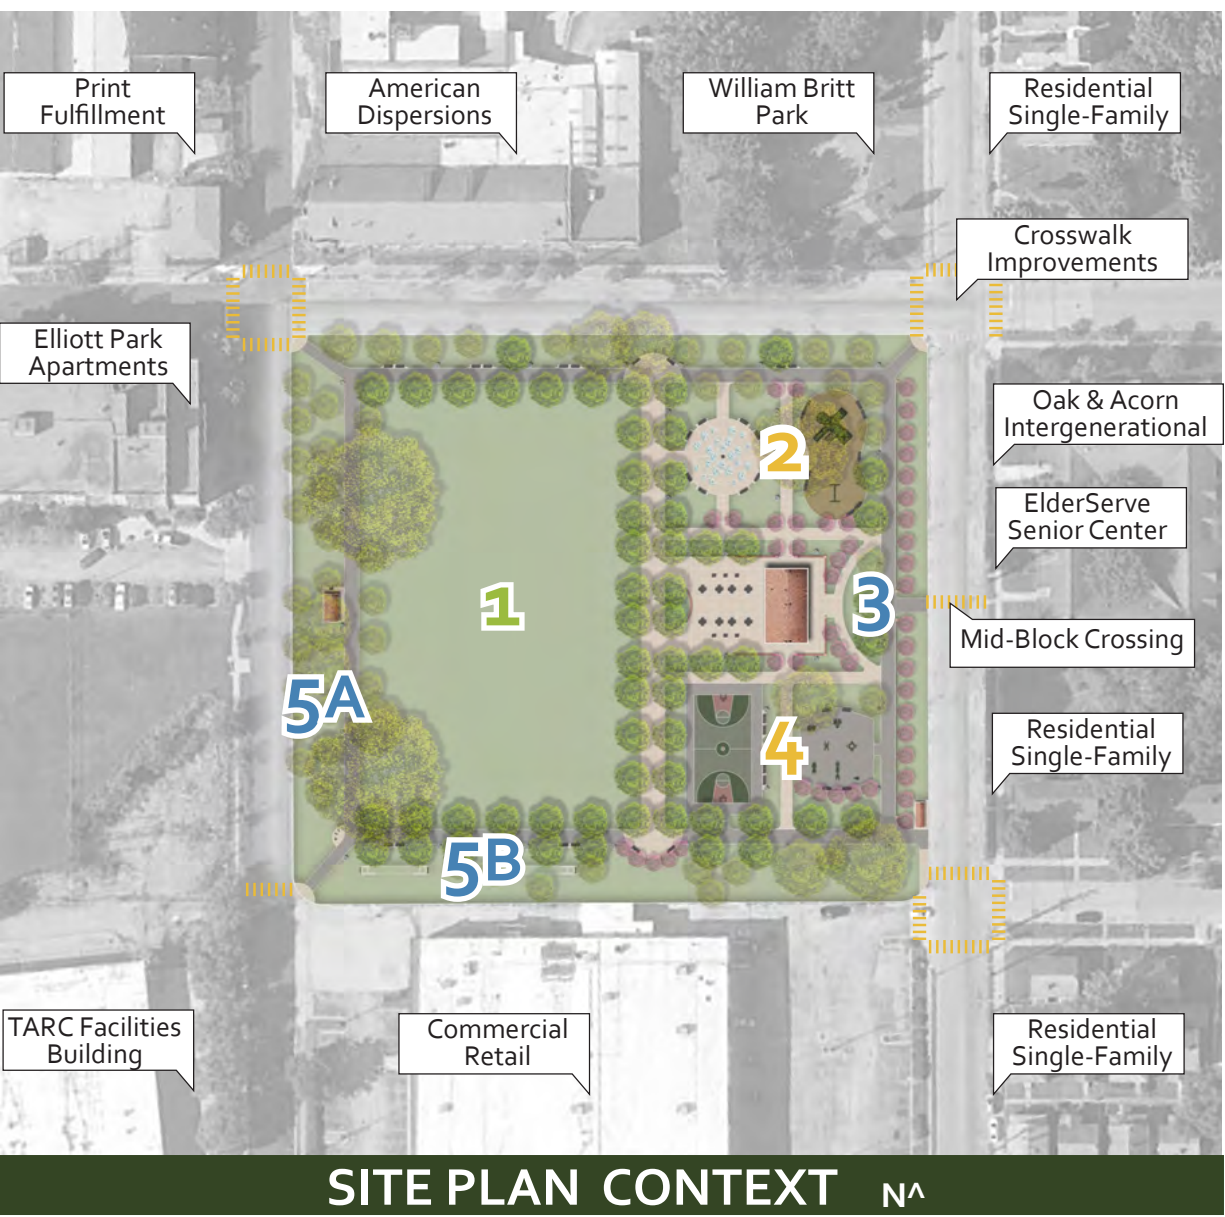 Print
Fulfillment
American
Dispersions
William Britt
Park
Residential
Single-Family
Crosswalk
Improvements
Elliott Park
Apartments
Oak & Acorn
Intergenerational
2
ElderServe
Senior Center
1
3
Mid-Block Crossing
5A
Residential
Single-Family
4
5B
TARC Facilities
Building
Commercial
Retail
Residential
Single-Family
SITE PLAN CONTEXT N^